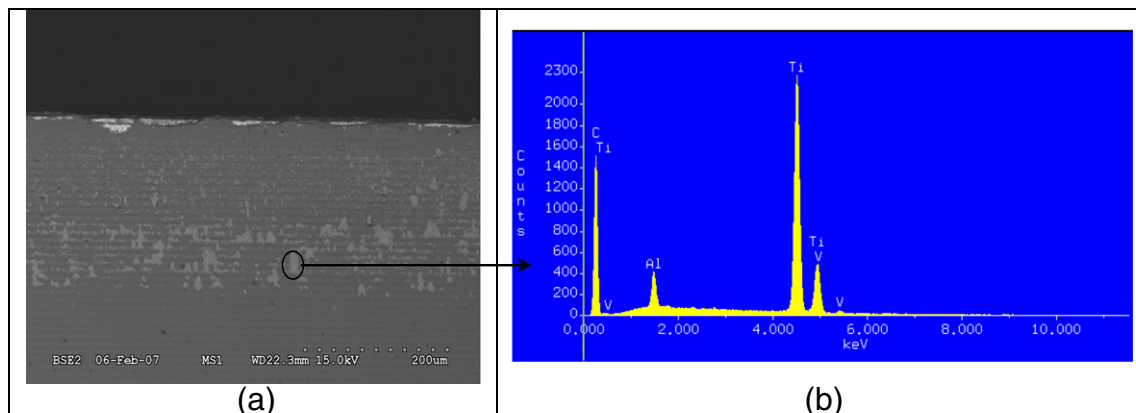 BSE2 06-Feb-07 MS1 WD22.3mm 15.0kV 200um
(a)
Counts
2300
2000
1800
1600
1400
1200
1000
800
600
400
200
0
C
Ti
V
Al
Ti
Ti
V
V
0.000 2.000 4.000 6.000 8.000 10.000
keV
(b)